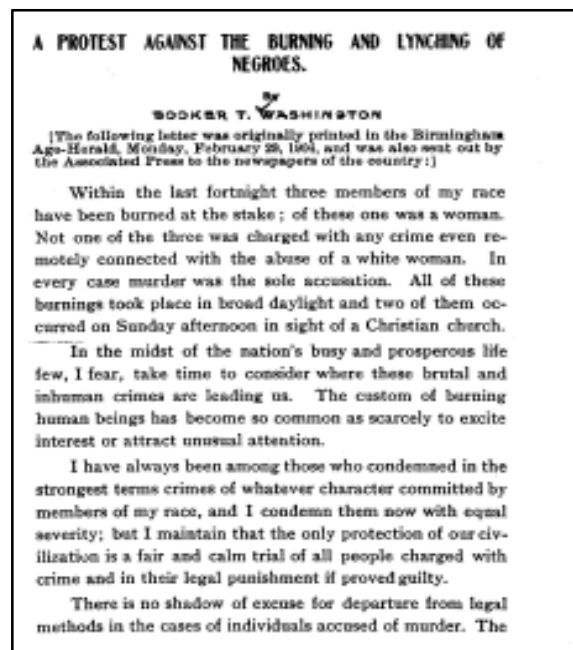 A PROTEST AGAINST THE BURNING AND LYNCHING OF
NEGROES.
By
BOOKER T. WASHINGTON
[The following letter was originally printed in the Birmingham
Age-Herald, Monday, February 29, 1904, and was also sent out by
the Associated Press to the newspapers of the country:]
Within the last fortnight three members of my race
have been burned at the stake; of these one was a woman.
Not one of the three was charged with any crime even re-
motely connected with the abuse of a white woman. In
every case murder was the sole accusation. All of these
burnings took place in broad daylight and two of them oc-
curred on Sunday afternoon in sight of a Christian church.
In the midst of the nation's busy and prosperous life
few, I fear, take time to consider where these brutal and
inhuman crimes are leading us. The custom of burning
human beings has become so common as scarcely to excite
interest or attract unusual attention.
I have always been among those who condemned in the
strongest terms crimes of whatever character committed by
members of my race, and I condemn them now with equal
severity; but I maintain that the only protection of our civ-
ilization is a fair and calm trial of all people charged with
crime and in their legal punishment if proved guilty.
There is no shadow of excuse for departure from legal
methods in the cases of individuals accused of murder. The